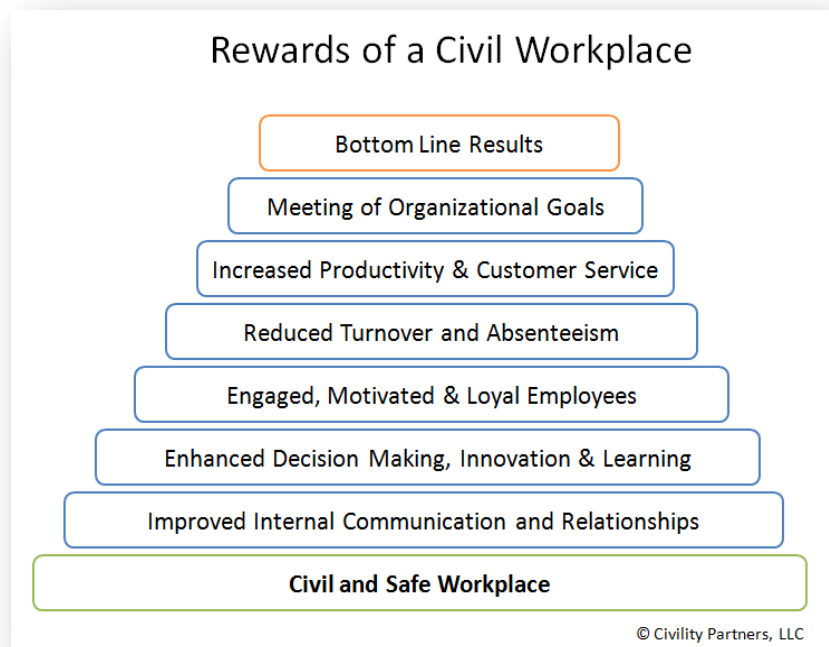 Rewards of a Civil Workplace
Bottom Line Results
Meeting of Organizational Goals
Increased Productivity & Customer Service
Reduced Turnover and Absenteeism
Engaged, Motivated & Loyal Employees
Enhanced Decision Making, Innovation & Learning
Improved Internal Communication and Relationships
Civil and Safe Workplace
© Civility Partners, LLC